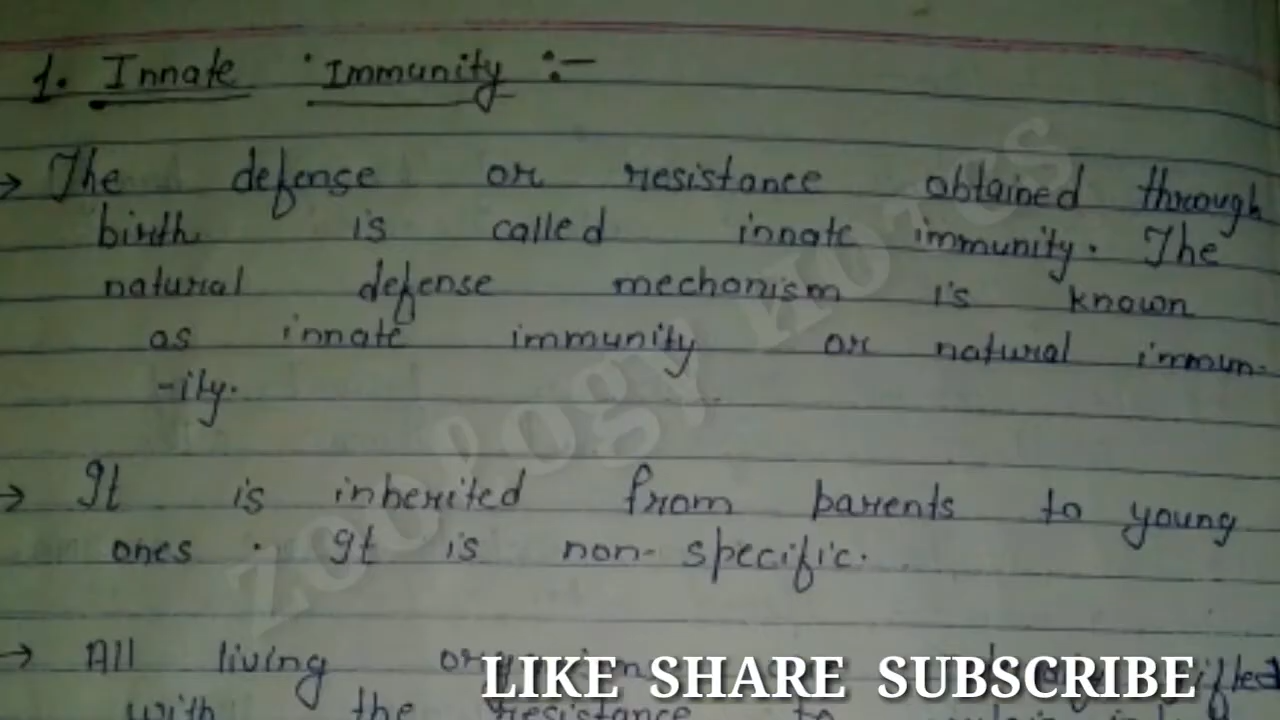 1. Innate Immunity :-
→ The defense or resistance obtained through
birth is called innate immunity. The
natural defense mechanism is known
as innate immunity or natural immun-
-ity.
→ It is inherited from parents to young
ones. It is non-specific.
→ All living
with the resistance to
LIKE SHARE SUBSCRIBE
zoology notes